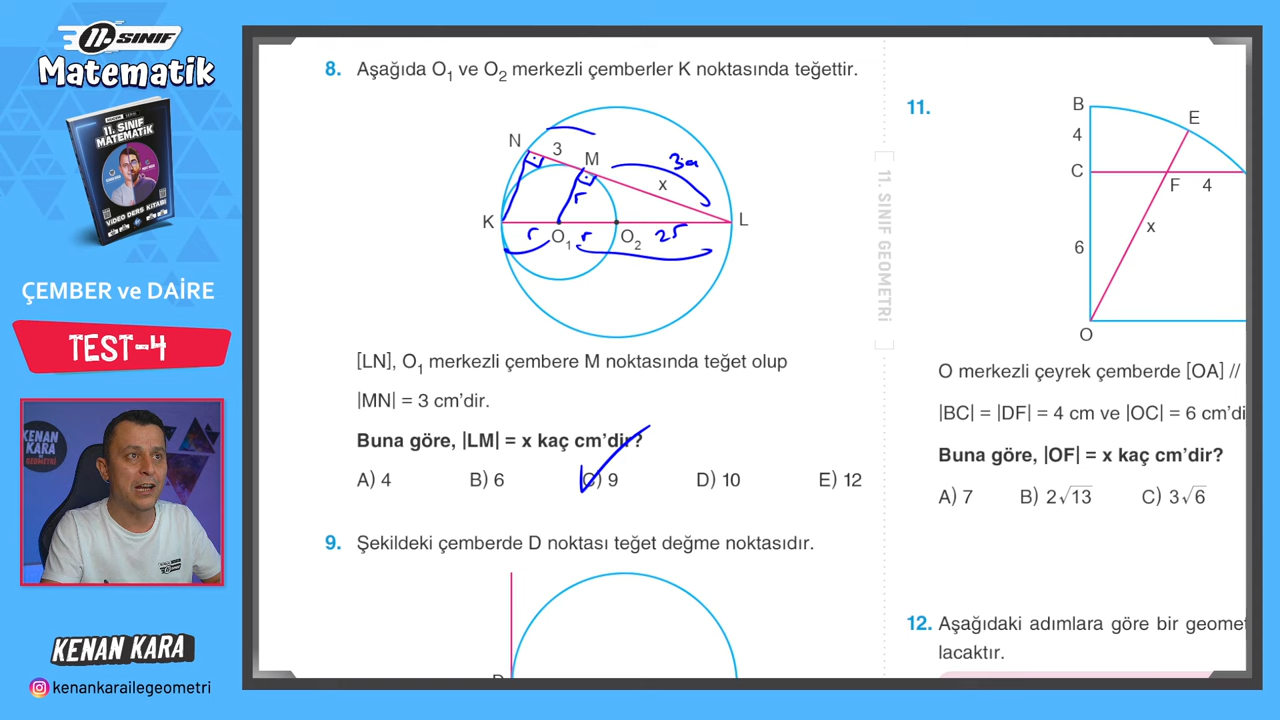 11. SINIF
Matematik
11. SINIF
MATEMATİK
VİDEO DERS KİTABI
ÇEMBER ve DAİRE
TEST-4
KENAN
KARA
KENAN KARA
kenankarailegeometri
8. Aşağıda O1 ve O2 merkezli çemberler K noktasında teğettir.
N 3 M 3a
x
r
K O1 O2 L
r r 2r
[LN], O1 merkezli çembere M noktasında teğet olup
|MN| = 3 cm'dir.
Buna göre, |LM| = x kaç cm'dir?
A) 4 B) 6 C) 9 D) 10 E) 12
9. Şekildeki çemberde D noktası teğet değme noktasıdır.
11. SINIF GEOMETRİ
11.
B
E
4
C
F 4
x
6
O
O merkezli çeyrek çemberde [OA] //
|BC| = |DF| = 4 cm ve |OC| = 6 cm'di
Buna göre, |OF| = x kaç cm'dir?
A) 7 B) 2√13 C) 3√6
12. Aşağıdaki adımlara göre bir geomet
lacaktır.